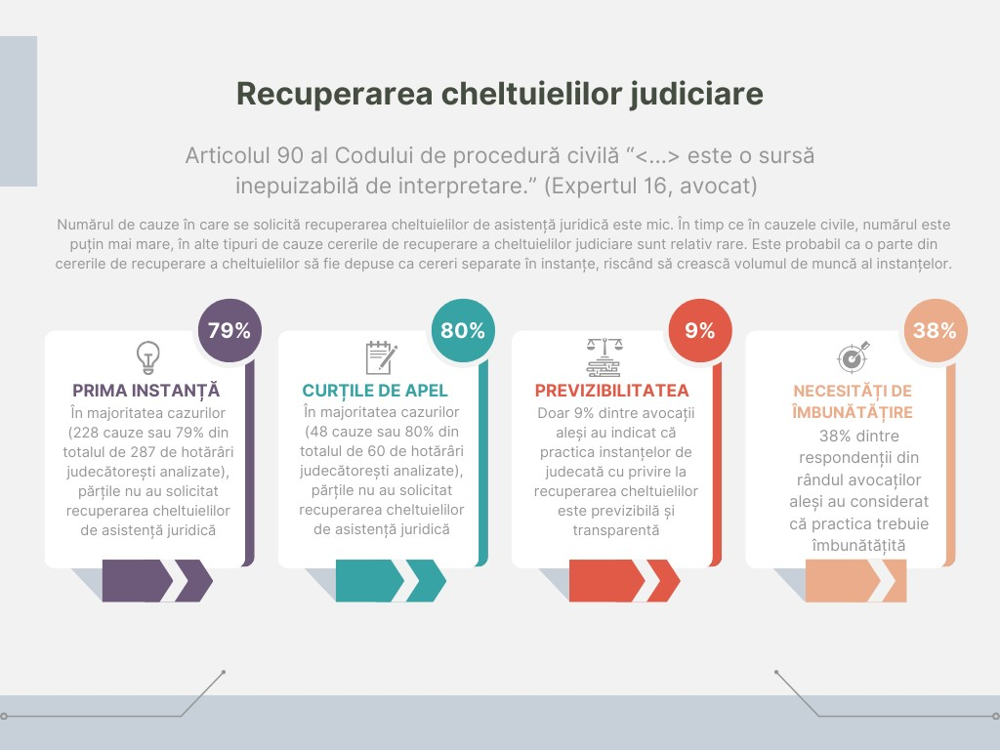 Recuperarea cheltuielilor judiciare
Articolul 90 al Codului de procedură civilă “<...> este o sursă
inepuizabilă de interpretare.” (Expertul 16, avocat)
Numărul de cauze în care se solicită recuperarea cheltuielilor de asistență juridică este mic. În timp ce în cauzele civile, numărul este
puțin mai mare, în alte tipuri de cauze cererile de recuperare a cheltuielilor judiciare sunt relativ rare. Este probabil ca o parte din
cererile de recuperare a cheltuielilor să fie depuse ca cereri separate în instanțe, riscând să crească volumul de muncă al instanțelor.
79%
PRIMA INSTANȚĂ
În majoritatea cazurilor
(228 cauze sau 79% din
totalul de 287 de hotărâri
judecătorești analizate),
părțile nu au solicitat
recuperarea cheltuielilor
de asistență juridică
80%
CURȚILE DE APEL
În majoritatea cazurilor
(48 cauze sau 80% din
totalul de 60 de hotărâri
judecătorești analizate),
părțile nu au solicitat
recuperarea cheltuielilor
de asistență juridică
9%
PREVIZIBILITATEA
Doar 9% dintre avocații
aleși au indicat că
practica instanțelor de
judecată cu privire la
recuperarea cheltuielilor
este previzibilă și
transparentă
38%
NECESITĂȚI DE
ÎMBUNĂTĂȚIRE
38% dintre
respondenții din
rândul avocaților
aleși au considerat
că practica trebuie
îmbunătățită